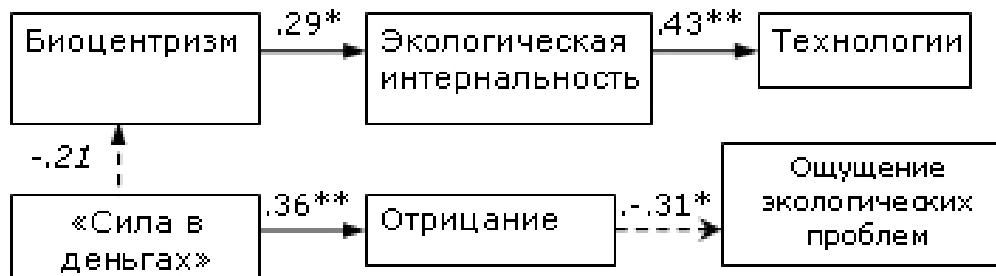 Биоцентризм
.29*
Экологическая
интернальность
.43**
Технологии
-.21
«Сила в
деньгах»
.36**
Отрицание
.-.31*
Ощущение
экологических
проблем